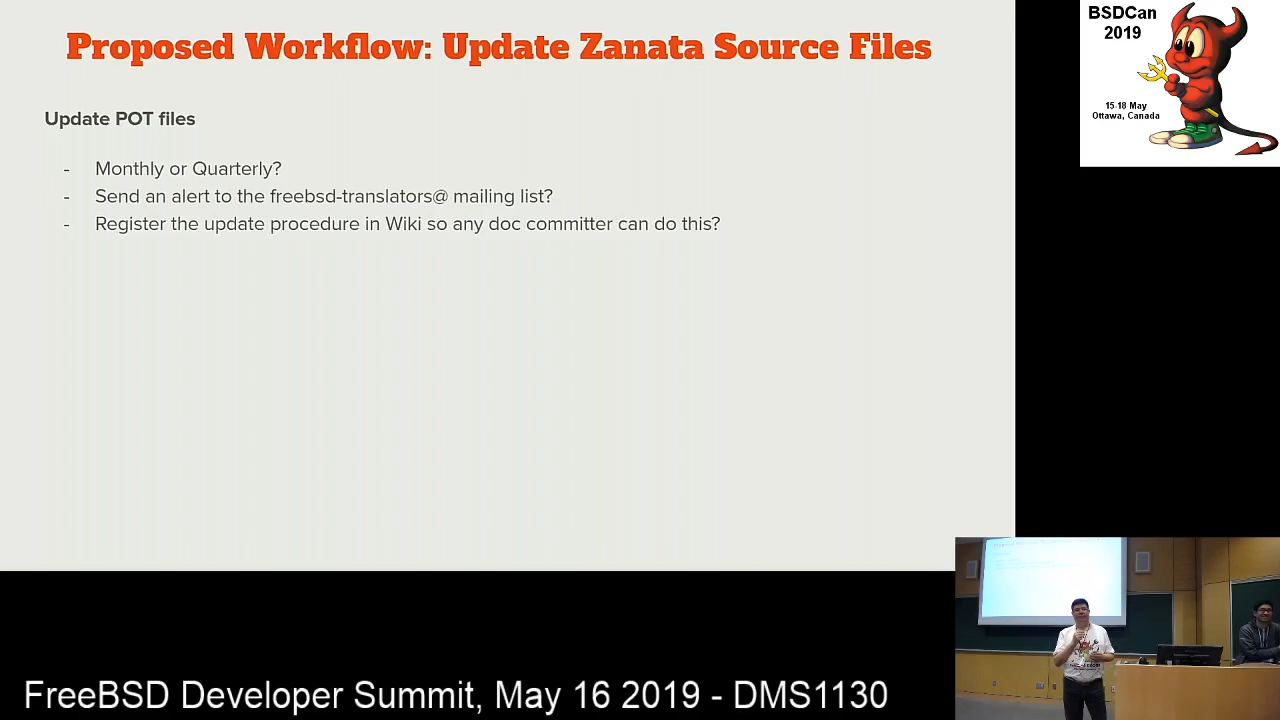 Proposed Workflow: Update Zanata Source Files
Update POT files
- Monthly or Quarterly?
- Send an alert to the freebsd-translators@ mailing list?
- Register the update procedure in Wiki so any doc committer can do this?
BSDCan
2019
15-18 May
Ottawa, Canada
FreeBSD Developer Summit, May 16 2019 - DMS1130